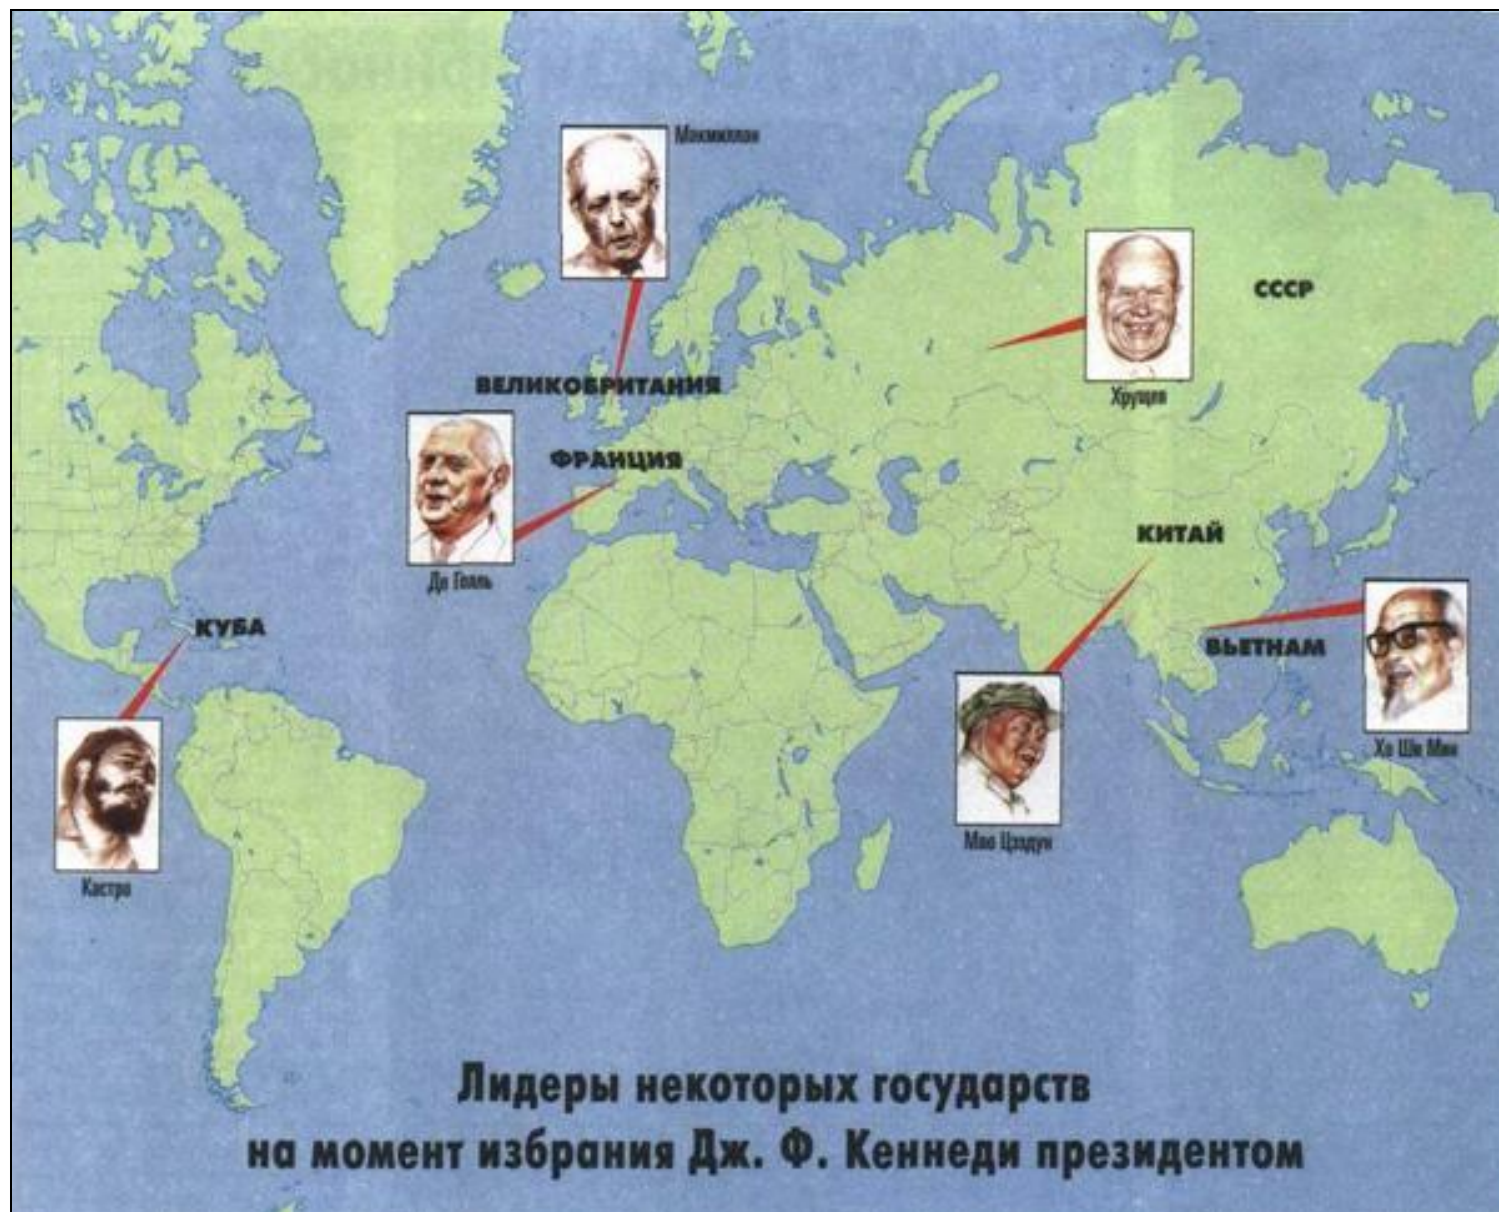 Макмиллан
СССР
ВЕЛИКОБРИТАНИЯ
Хрущев
ФРАНЦИЯ
КИТАЙ
Де Голль
КУБА
ВЬЕТНАМ
Хо Ши Мин
Мао Цзэдун
Кастро
Лидеры некоторых государств
на момент избрания Дж. Ф. Кеннеди президентом